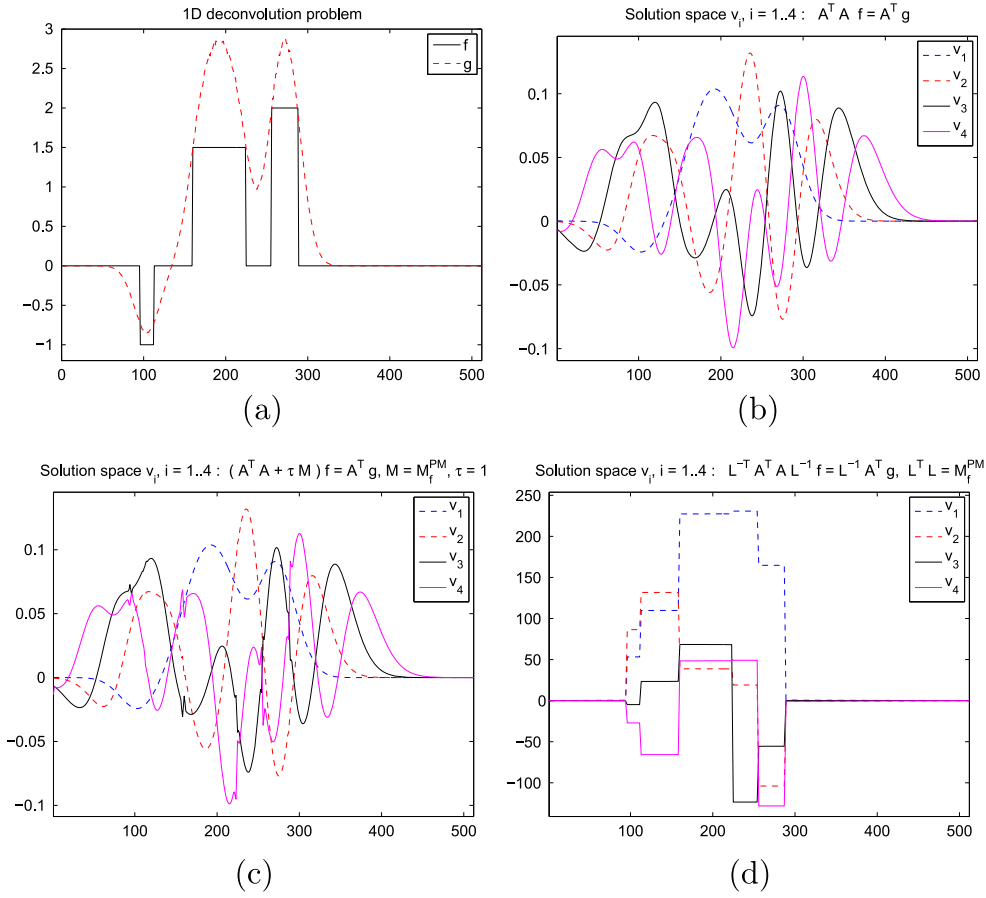 1D deconvolution problem
3
2.5
2
1.5
1
0.5
0
−0.5
−1
0 100 200 300 400 500
f
g
(a)
Solution space v_i, i = 1..4 : A^T A f = A^T g
0.1
0.05
0
−0.05
−0.1
100 200 300 400 500
v_1
v_2
v_3
v_4
(b)
Solution space v_i, i = 1..4 : ( A^T A + τ M ) f = A^T g, M = M_f^PM, τ = 1
0.1
0.05
0
−0.05
−0.1
100 200 300 400 500
v_1
v_2
v_3
v_4
(c)
Solution space v_i, i = 1..4 : L^−T A^T A L^−1 f = L^−1 A^T g, L^T L = M_f^PM
250
200
150
100
50
0
−50
−100
100 200 300 400 500
v_1
v_2
v_3
v_4
(d)